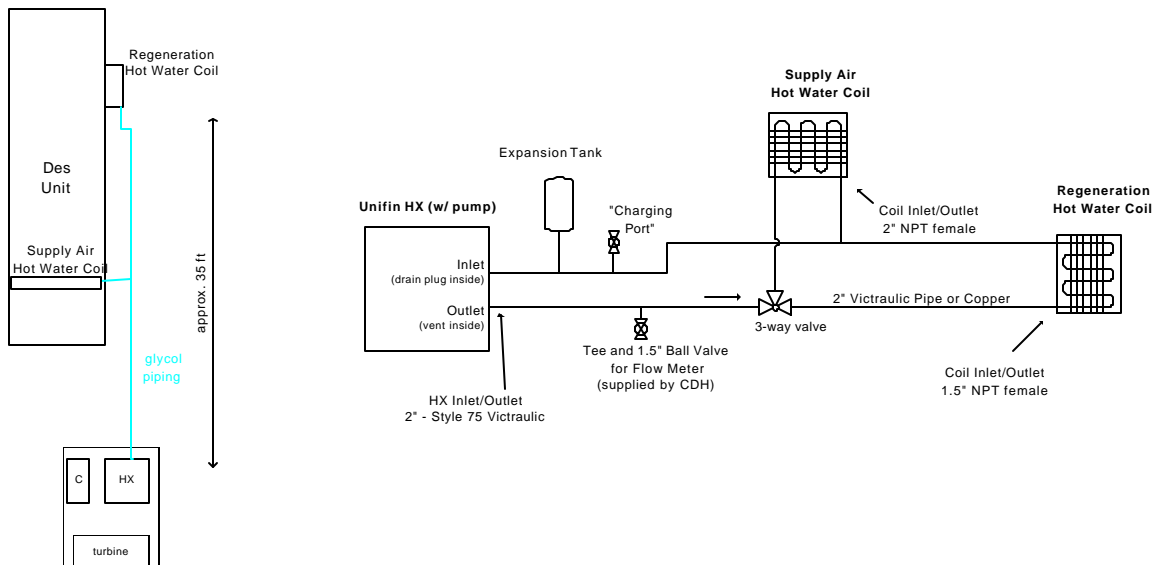 Regeneration
Hot Water Coil
Des
Unit
Supply Air
Hot Water Coil
approx. 35 ft
glycol
piping
C
HX
turbine
Supply Air
Hot Water Coil
Expansion Tank
Unifin HX (w/ pump)
"Charging
Port"
Coil Inlet/Outlet
2" NPT female
Regeneration
Hot Water Coil
Inlet
(drain plug inside)
Outlet
(vent inside)
2" Victraulic Pipe or Copper
3-way valve
Tee and 1.5" Ball Valve
for Flow Meter
(supplied by CDH)
HX Inlet/Outlet
2" - Style 75 Victraulic
Coil Inlet/Outlet
1.5" NPT female